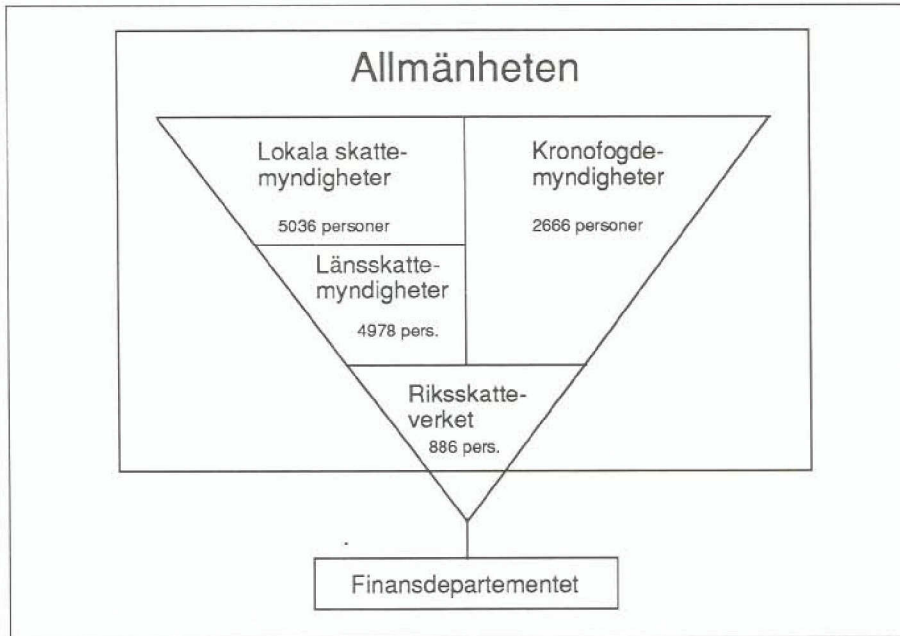 Allmänheten
Lokala skatte-
myndigheter
5036 personer
Kronofogde-
myndigheter
2666 personer
Länsskatte-
myndigheter
4978 pers.
Riksskatte-
verket
886 pers.
Finansdepartementet